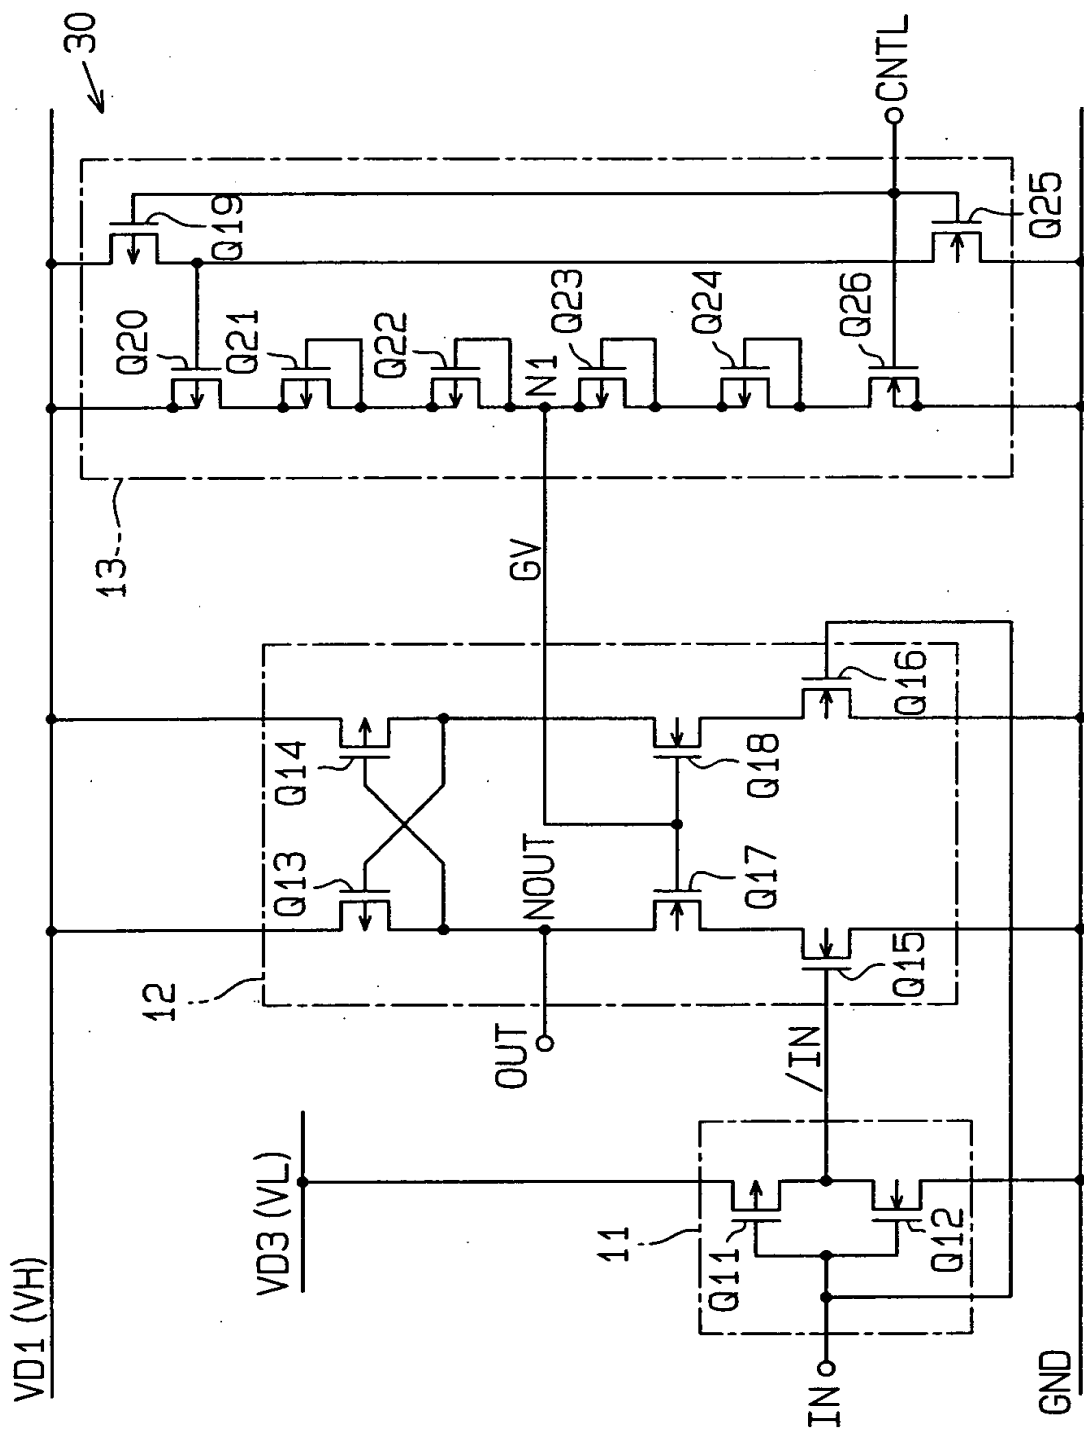 30
VD1 (VH)
CNTL
Q19
Q25
Q20
Q21
Q22
N1
Q23
Q24
Q26
13
GV
Q14
Q13
NOUT
Q18
Q17
Q16
Q15
12
OUT
/IN
VD3 (VL)
11
Q11
Q12
IN
GND